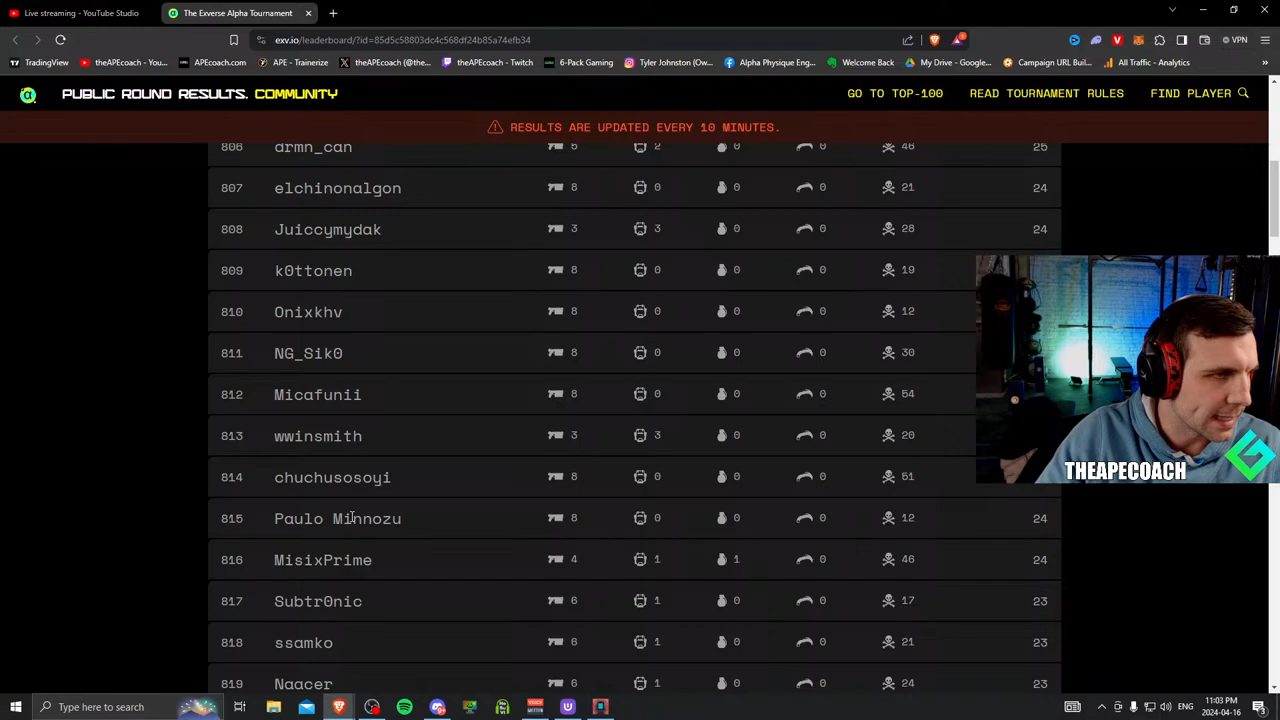 Live streaming - YouTube Studio
The Exverse Alpha Tournament
exv.io/leaderboard/?id=85d5c58803dc4c568df24b85a74efb34
VPN
TradingView
theAPEcoach - You...
APEcoach.com
APE - Trainerize
theAPEcoach (@the...
theAPEcoach - Twitch
6-Pack Gaming
Tyler Johnston (Ow...
Alpha Physique Eng...
Welcome Back
My Drive - Google...
Campaign URL Buil...
All Traffic - Analytics
PUBLIC ROUND RESULTS. COMMUNITY
GO TO TOP-100
READ TOURNAMENT RULES
FIND PLAYER
RESULTS ARE UPDATED EVERY 10 MINUTES.
806 drmn_can 5 2 0 0 46 25
807 elchinonalgon 8 0 0 0 21 24
808 Juiccymydak 3 3 0 0 28 24
809 k0ttonen 8 0 0 0 19
810 Onixkhv 8 0 0 0 12
811 NG_Sik0 8 0 0 0 30
812 Micafunii 8 0 0 0 54
813 wwinsmith 3 3 0 0 20
814 chuchusosoyi 8 0 0 0 51
815 Paulo Minnozu 8 0 0 0 12 24
816 MisixPrime 4 1 1 0 46 24
817 Subtr0nic 6 1 0 0 17 23
818 ssamko 6 1 0 0 21 23
819 Naacer 6 1 0 0 24 23
THEAPECOACH
Type here to search
ENG
11:03 PM
2024-04-16